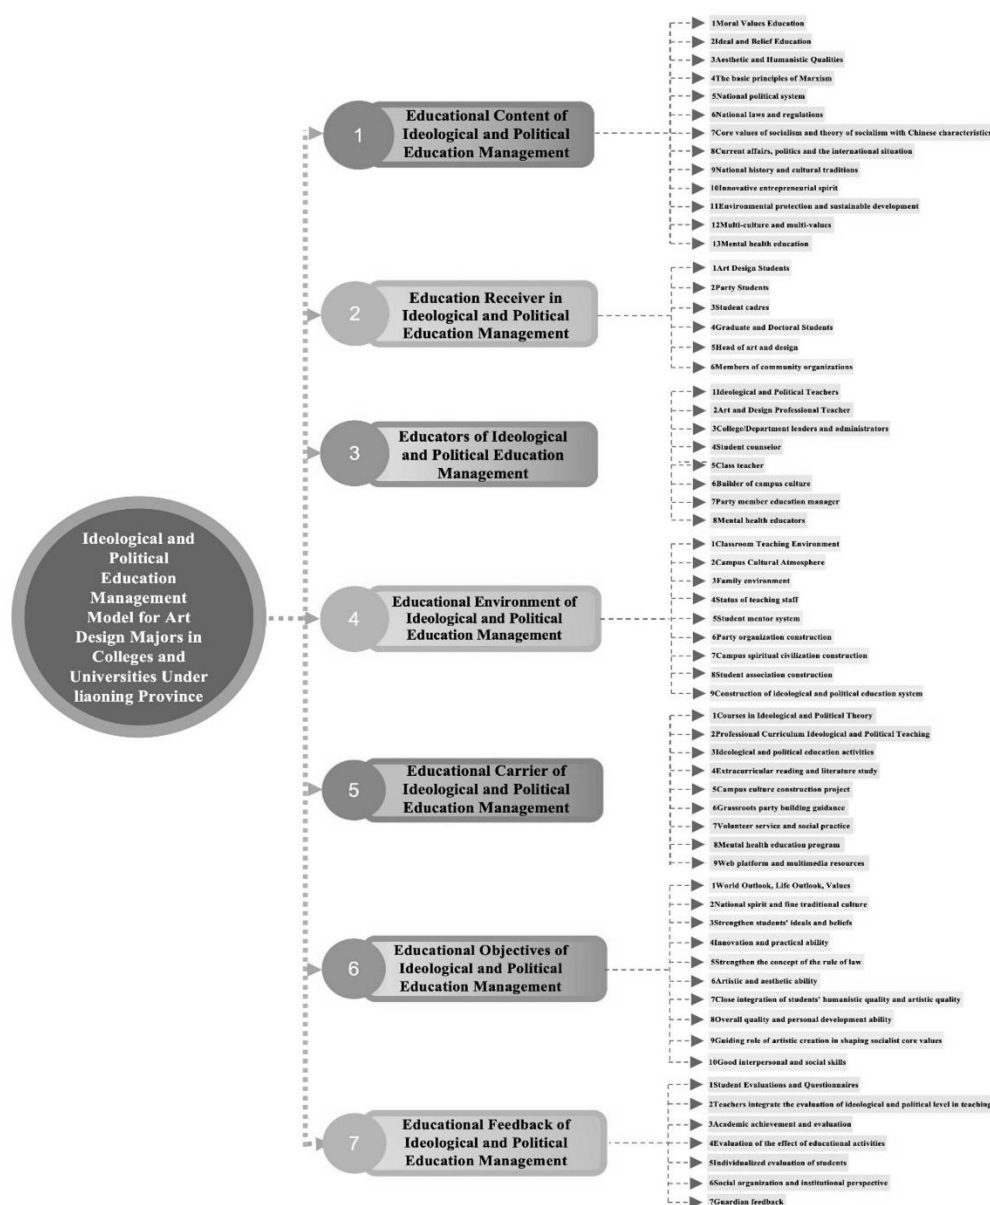 Ideological and
Political
Education
Management
Model for Art
Design Majors in
Colleges and
Universities Under
liaoning Province
1
Educational Content of
Ideological and Political
Education Management
1Moral Values Education
2Ideal and Belief Education
3Aesthetic and Humanistic Qualities
4The basic principles of Marxism
5National political system
6National laws and regulations
7Core values of socialism and theory of socialism with Chinese characteristics
8Current affairs, politics and the international situation
9National history and cultural traditions
10Innovative entrepreneurial spirit
11Environmental protection and sustainable development
12Multi-culture and multi-values
13Mental health education
2
Education Receiver in
Ideological and Political
Education Management
1Art Design Students
2Party Students
3Student cadres
4Graduate and Doctoral Students
5Head of art and design
6Members of community organizations
3
Educators of Ideological
and Political Education
Management
1Ideological and Political Teachers
2Art and Design Professional Teacher
3College/Department leaders and administrators
4Student counselor
5Class teacher
6Builder of campus culture
7Party member education manager
8Mental health educators
4
Educational Environment of
Ideological and Political
Education Management
1Classroom Teaching Environment
2Campus Cultural Atmosphere
3Family environment
4Status of teaching staff
5Student mentor system
6Party organization construction
7Campus spiritual civilization construction
8Student association construction
9Construction of ideological and political education system
5
Educational Carrier of
Ideological and Political
Education Management
1Courses in Ideological and Political Theory
2Professional Curriculum Ideological and Political Teaching
3Ideological and political education activities
4Extracurricular reading and literature study
5Campus culture construction project
6Grassroots party building guidance
7Volunteer service and social practice
8Mental health education program
9Web platform and multimedia resources
6
Educational Objectives of
Ideological and Political
Education Management
1World Outlook, Life Outlook, Values
2National spirit and fine traditional culture
3Strengthen students' ideals and beliefs
4Innovation and practical ability
5Strengthen the concept of the rule of law
6Artistic and aesthetic ability
7Close integration of students' humanistic quality and artistic quality
8Overall quality and personal development ability
9Guiding role of artistic creation in shaping socialist core values
10Good interpersonal and social skills
7
Educational Feedback of
Ideological and Political
Education Management
1Student Evaluations and Questionnaires
2Teachers integrate the evaluation of ideological and political level in teaching
3Academic achievement and evaluation
4Evaluation of the effect of educational activities
5Individualized evaluation of students
6Social organization and institutional perspective
7Guardian feedback